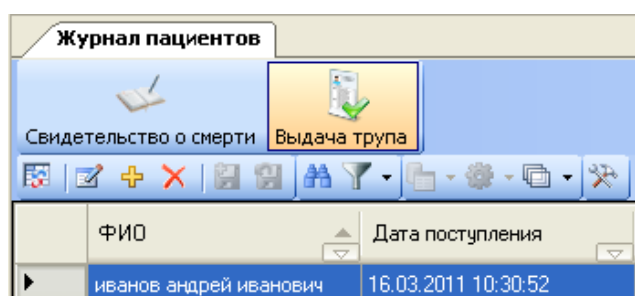 Журнал пациентов
Свидетельство о смерти Выдача трупа
ФИО Дата поступления
иванов андрей иванович 16.03.2011 10:30:52